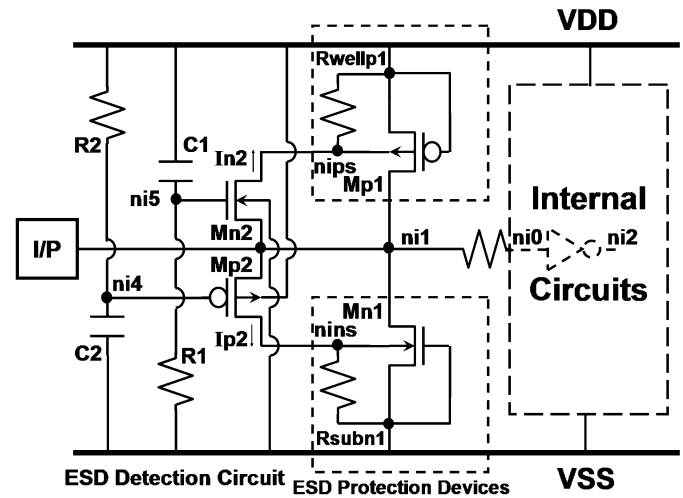 VDD
Rwellp1
R2
C1
In2
nips
Mp1
Internal
ni5
Mn2
I/P
ni1
ni0
ni2
Mp2
ni4
Circuits
Mn1
nins
C2
R1
Ip2
Rsubn1
ESD Detection Circuit
ESD Protection Devices
VSS